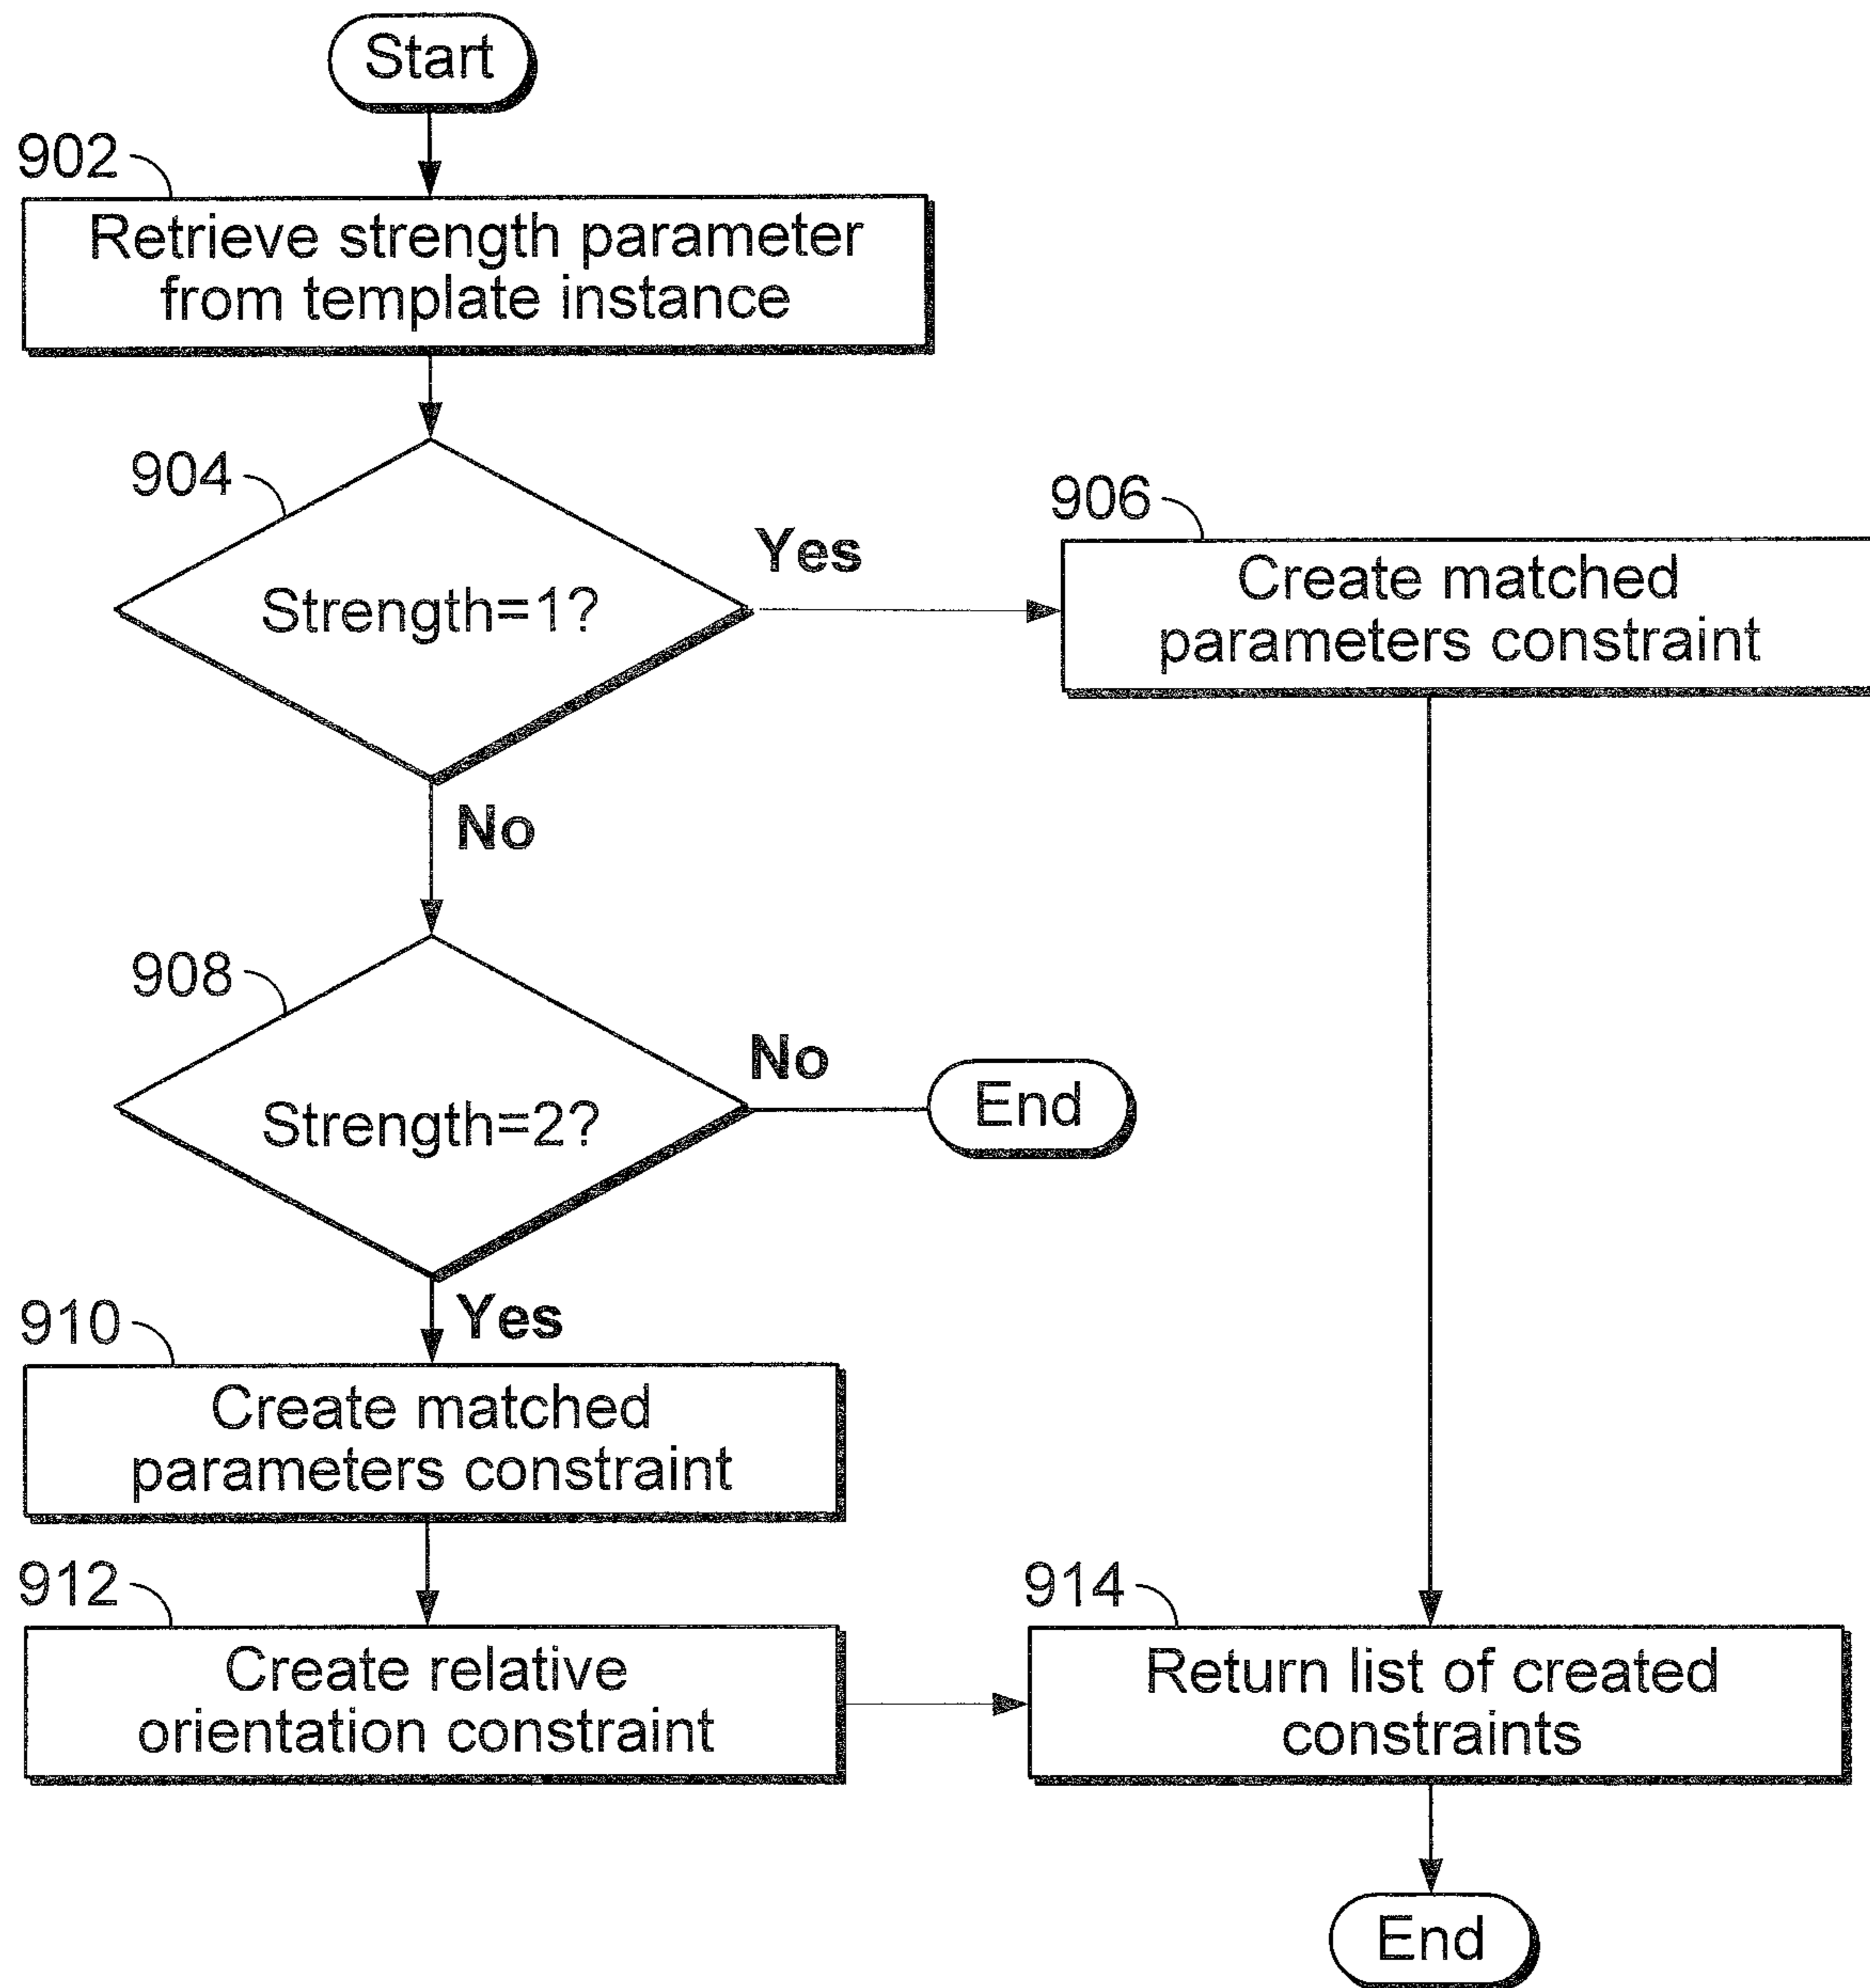 Start
902
Retrieve strength parameter
from template instance
904
Strength=1?
Yes
906
Create matched
parameters constraint
No
908
Strength=2?
No
End
Yes
910
Create matched
parameters constraint
912
Create relative
orientation constraint
914
Return list of created
constraints
End